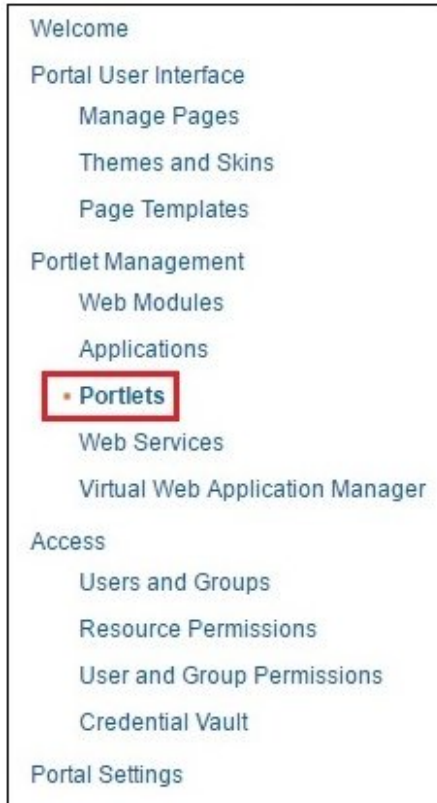 Welcome
Portal User Interface
Manage Pages
Themes and Skins
Page Templates
Portlet Management
Web Modules
Applications
Portlets
Web Services
Virtual Web Application Manager
Access
Users and Groups
Resource Permissions
User and Group Permissions
Credential Vault
Portal Settings